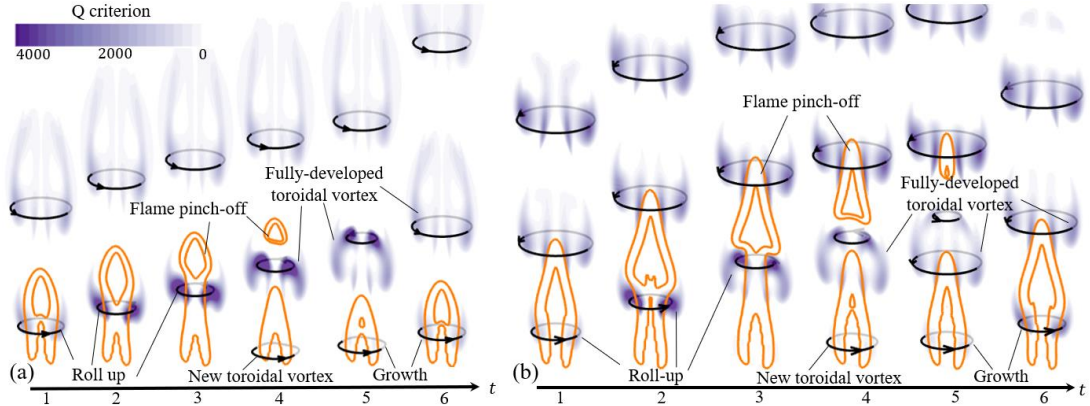 Q criterion
4000 2000 0
Flame pinch-off
Fully-developed
toroidal vortex
Roll up
New toroidal vortex
Growth
(a)
t
1 2 3 4 5 6
Flame pinch-off
Fully-developed
toroidal vortex
Roll-up
New toroidal vortex
Growth
(b)
t
1 2 3 4 5 6